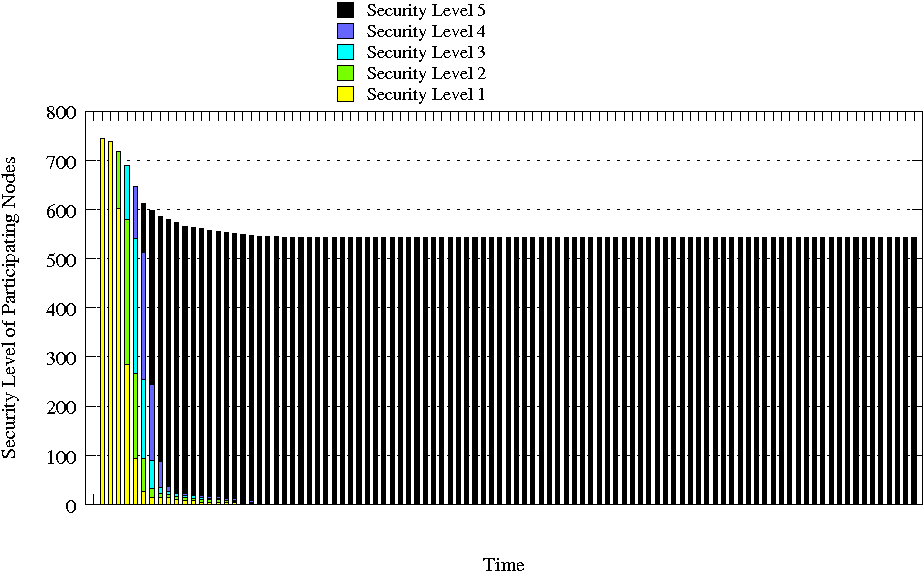 Security Level 5
Security Level 4
Security Level 3
Security Level 2
Security Level 1
800
700
600
500
400
300
200
100
0
Security Level of Participating Nodes
Time